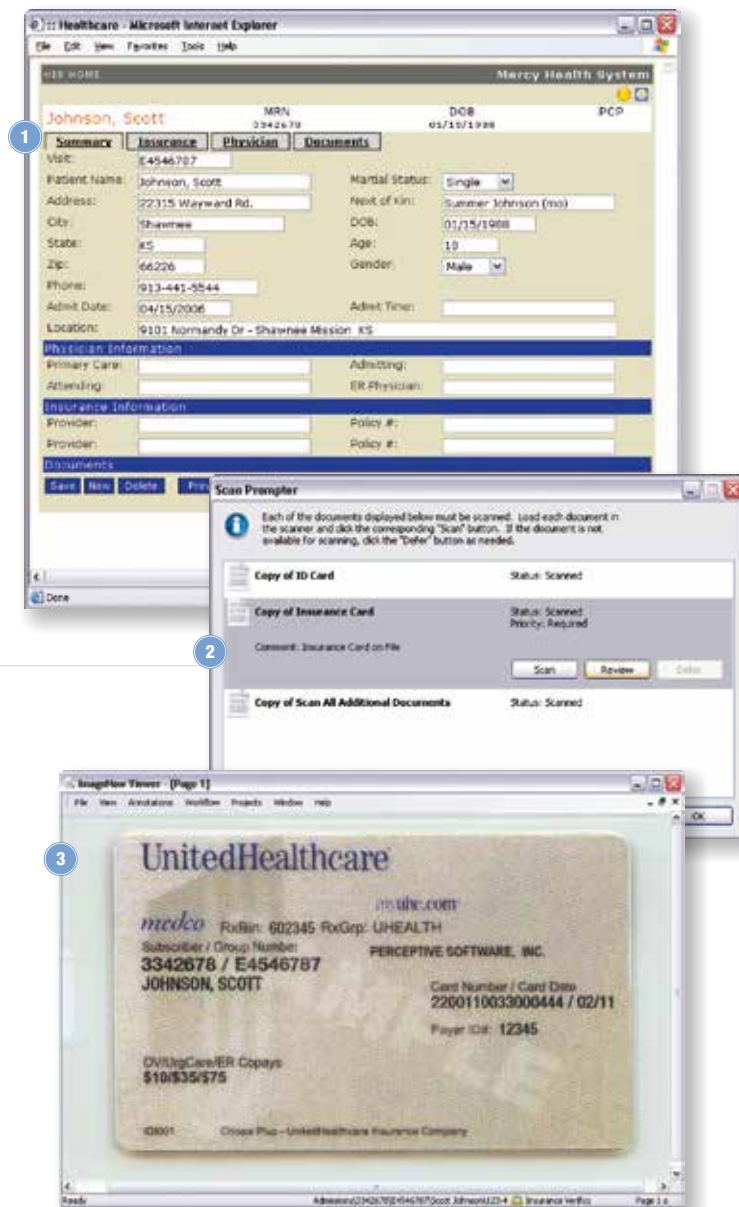 :: Healthcare - Microsoft Internet Explorer
File Edit View Favorites Tools Help
HIS HOME Mercy Health System
Johnson, Scott MRN 3342678 DOB 01/15/1988 PCP
1
Summary Insurance Physician Documents
Visit: E4546787
Patient Name: Johnson, Scott Martial Status: Single
Address: 22315 Wayward Rd. Next of Kin: Summer Johnson (mo)
City: Shawnee DOB: 01/15/1988
State: KS Age: 18
Zip: 66226 Gender: Male
Phone: 913-441-5544
Admit Date: 04/15/2006 Admit Time:
Location: 9101 Normandy Dr - Shawnee Mission KS
Physician Information
Primary Care: Admitting:
Attending ER Physician:
Insurance Information
Provider: Policy #:
Provider: Policy #:
Documents
Save New Delete
Done
Scan Prompter
Each of the documents displayed below must be scanned. Load each document in
the scanner and click the corresponding "Scan" button. If the document is not
available for scanning, click the "Defer" button as needed.
Copy of ID Card Status: Scanned
Copy of Insurance Card Status: Scanned
Priority: Required
2
Comment: Insurance Card on File
Scan Review Defer
Copy of Scan All Additional Documents Status: Scanned
OK
ImageNow Viewer - [Page 1]
File View Annotations Workflow Projects Window Help
3
UnitedHealthcare
myuhc.com
medco RxBin: 602345 RxGrp: UHEALTH
Subscriber / Group Number
PERCEPTIVE SOFTWARE, INC.
3342678 / E4546787
JOHNSON, SCOTT
Card Number / Card Date
2200110033000444 / 02/11
Payer ID#: 12345
SAMPLE
OV/UrgCare/ER Copays
$10/$35/$75
Choice Plus - UnitedHealthcare Insurance Company
Ready
Insurance Verific
Page 1